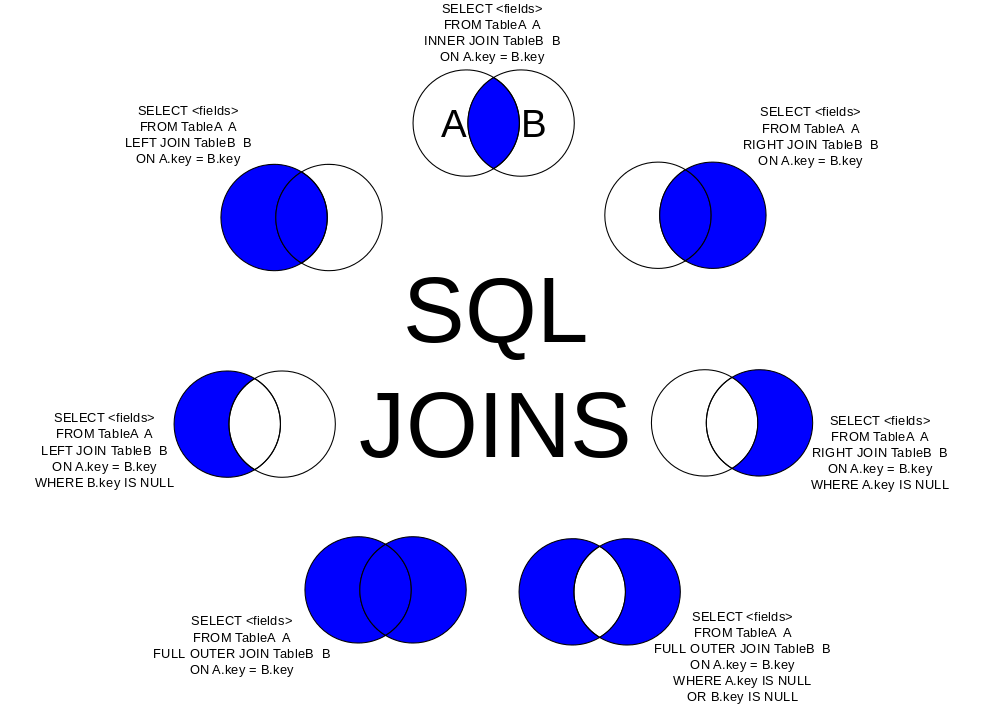 SELECT <fields>
FROM TableA A
INNER JOIN TableB B
ON A.key = B.key
A B
SELECT <fields>
FROM TableA A
LEFT JOIN TableB B
ON A.key = B.key
SELECT <fields>
FROM TableA A
RIGHT JOIN TableB B
ON A.key = B.key
SQL
JOINS
SELECT <fields>
FROM TableA A
LEFT JOIN TableB B
ON A.key = B.key
WHERE B.key IS NULL
SELECT <fields>
FROM TableA A
RIGHT JOIN TableB B
ON A.key = B.key
WHERE A.key IS NULL
SELECT <fields>
FROM TableA A
FULL OUTER JOIN TableB B
ON A.key = B.key
SELECT <fields>
FROM TableA A
FULL OUTER JOIN TableB B
ON A.key = B.key
WHERE A.key IS NULL
OR B.key IS NULL